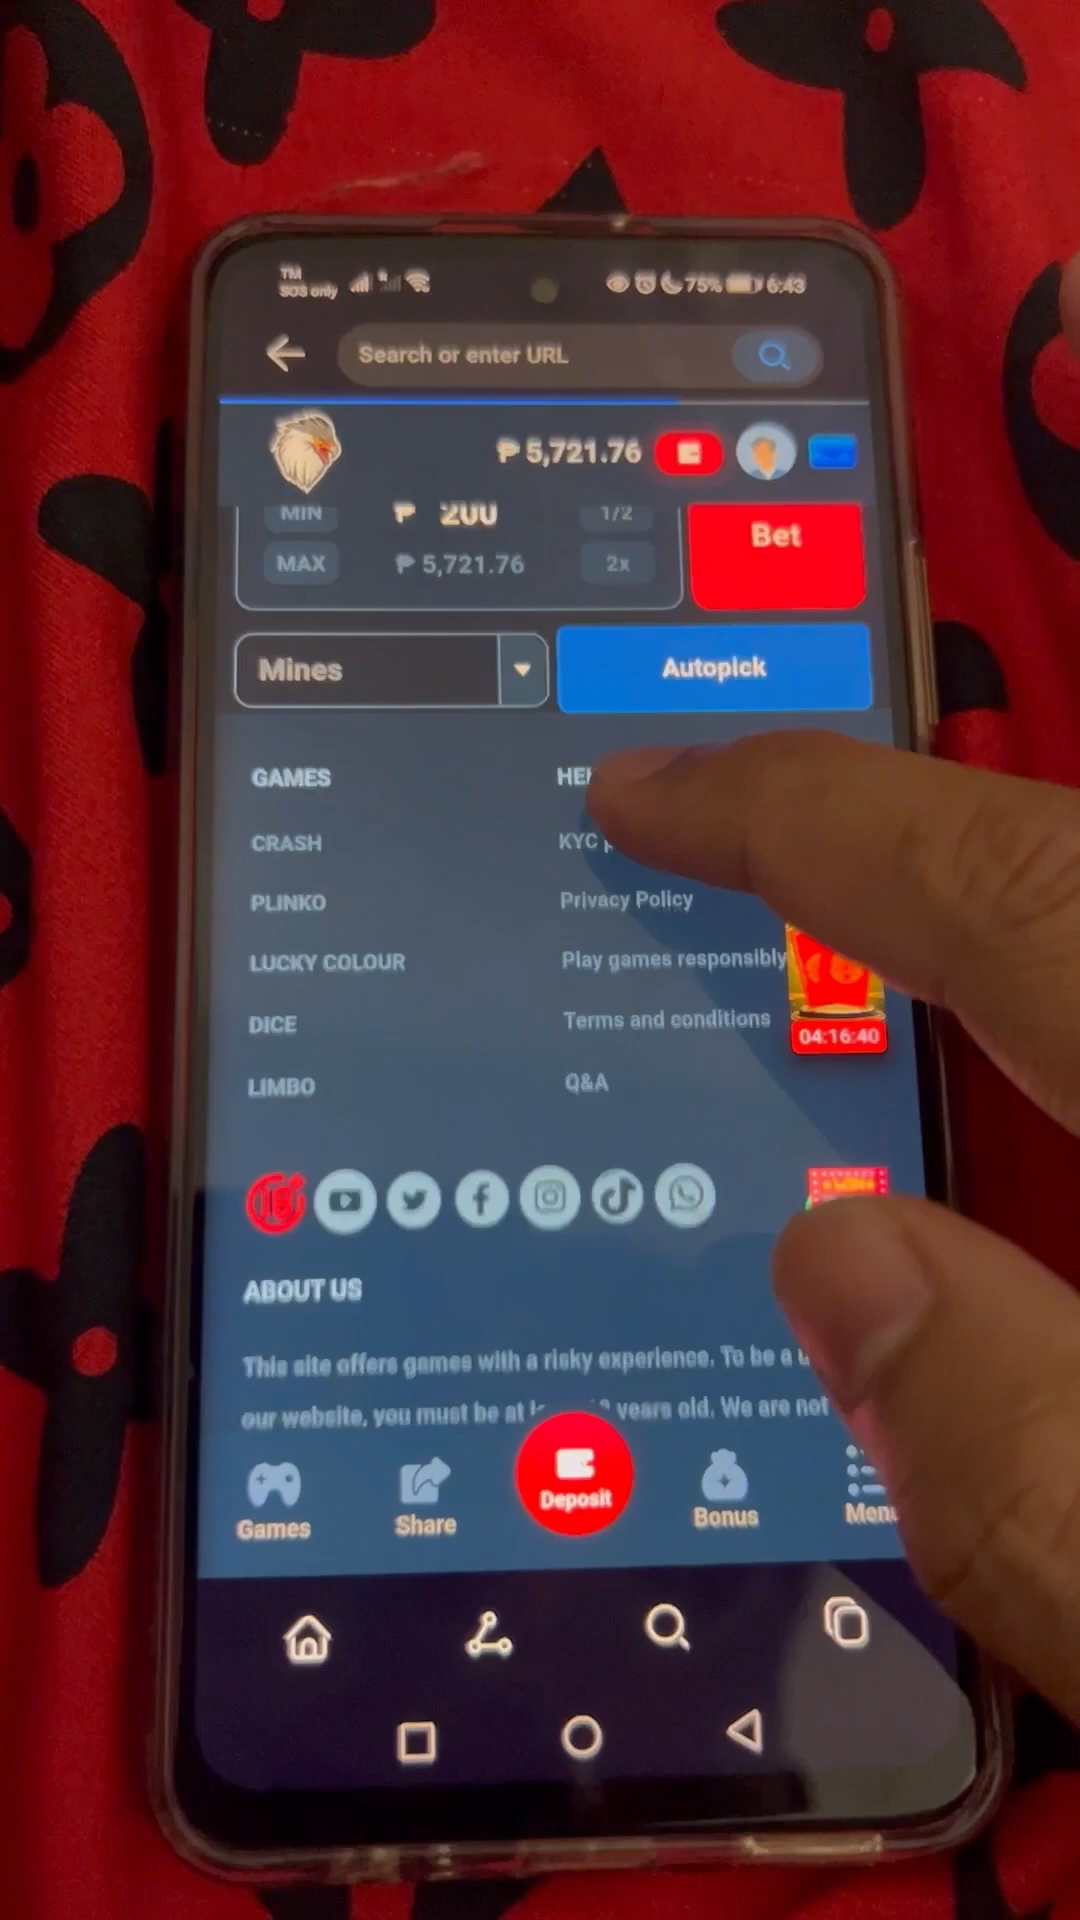 TM
SOS only
75%
6:43
Search or enter URL
₱ 5,721.76
MIN ₱ 200 1/2
Bet
MAX ₱ 5,721.76 2x
Mines
Autopick
GAMES
CRASH
PLINKO
LUCKY COLOUR
DICE
LIMBO
KYC
Privacy Policy
Play games responsibly
Terms and conditions
Q&A
04:16:40
18
ABOUT US
This site offers games with a risky experience. To be a
our website, you must be at years old. We are not
Games
Share
Deposit
Bonus
Menu